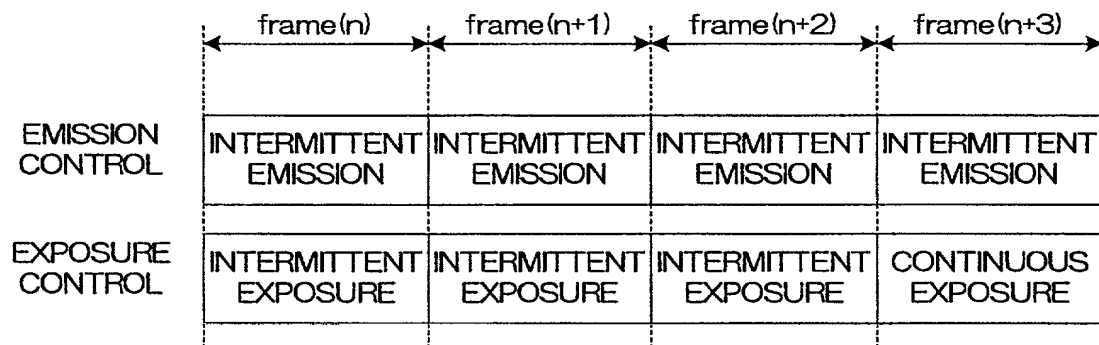 frame(n) frame(n+1) frame(n+2) frame(n+3)
EMISSION CONTROL
INTERMITTENT EMISSION
INTERMITTENT EMISSION
INTERMITTENT EMISSION
INTERMITTENT EMISSION
EXPOSURE CONTROL
INTERMITTENT EXPOSURE
INTERMITTENT EXPOSURE
INTERMITTENT EXPOSURE
CONTINUOUS EXPOSURE